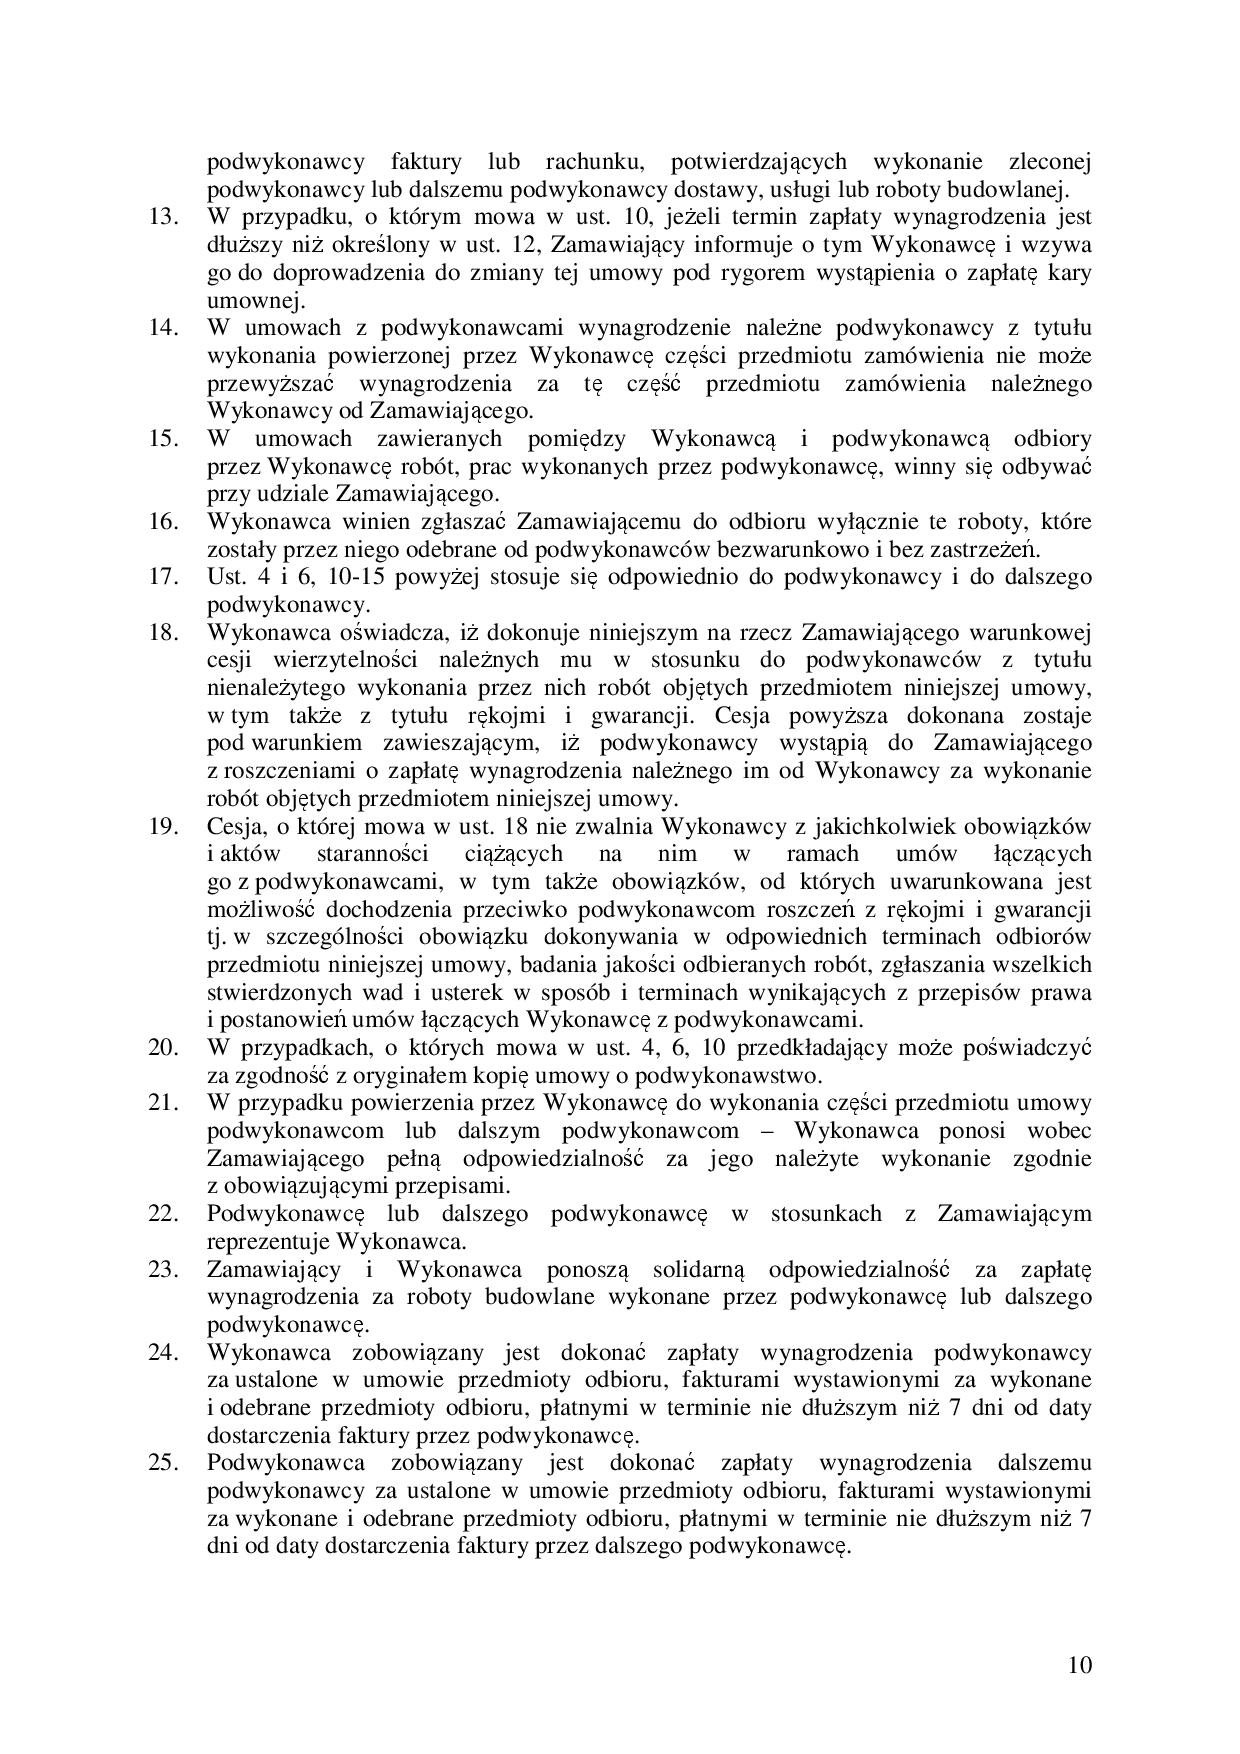 podwykonawcy faktury lub rachunku, potwierdzających wykonanie zleconej
podwykonawcy lub dalszemu podwykonawcy dostawy, usługi lub roboty budowlanej.
13. W przypadku, o którym mowa w ust. 10, jeżeli termin zapłaty wynagrodzenia jest
dłuższy niż określony w ust. 12, Zamawiający informuje o tym Wykonawcę i wzywa
go do doprowadzenia do zmiany tej umowy pod rygorem wystąpienia o zapłatę kary
umownej.
14. W umowach z podwykonawcami wynagrodzenie należne podwykonawcy z tytułu
wykonania powierzonej przez Wykonawcę części przedmiotu zamówienia nie może
przewyższać wynagrodzenia za tę część przedmiotu zamówienia należnego
Wykonawcy od Zamawiającego.
15. W umowach zawieranych pomiędzy Wykonawcą i podwykonawcą odbiory
przez Wykonawcę robót, prac wykonanych przez podwykonawcę, winny się odbywać
przy udziale Zamawiającego.
16. Wykonawca winien zgłaszać Zamawiającemu do odbioru wyłącznie te roboty, które
zostały przez niego odebrane od podwykonawców bezwarunkowo i bez zastrzeżeń.
17. Ust. 4 i 6, 10-15 powyżej stosuje się odpowiednio do podwykonawcy i do dalszego
podwykonawcy.
18. Wykonawca oświadcza, iż dokonuje niniejszym na rzecz Zamawiającego warunkowej
cesji wierzytelności należnych mu w stosunku do podwykonawców z tytułu
nienależytego wykonania przez nich robót objętych przedmiotem niniejszej umowy,
w tym także z tytułu rękojmi i gwarancji. Cesja powyższa dokonana zostaje
pod warunkiem zawieszającym, iż podwykonawcy wystąpią do Zamawiającego
z roszczeniami o zapłatę wynagrodzenia należnego im od Wykonawcy za wykonanie
robót objętych przedmiotem niniejszej umowy.
19. Cesja, o której mowa w ust. 18 nie zwalnia Wykonawcy z jakichkolwiek obowiązków
i aktów staranności ciążących na nim w ramach umów łączących
go z podwykonawcami, w tym także obowiązków, od których uwarunkowana jest
możliwość dochodzenia przeciwko podwykonawcom roszczeń z rękojmi i gwarancji
tj. w szczególności obowiązku dokonywania w odpowiednich terminach odbiorów
przedmiotu niniejszej umowy, badania jakości odbieranych robót, zgłaszania wszelkich
stwierdzonych wad i usterek w sposób i terminach wynikających z przepisów prawa
i postanowień umów łączących Wykonawcę z podwykonawcami.
20. W przypadkach, o których mowa w ust. 4, 6, 10 przedkładający może poświadczyć
za zgodność z oryginałem kopię umowy o podwykonawstwo.
21. W przypadku powierzenia przez Wykonawcę do wykonania części przedmiotu umowy
podwykonawcom lub dalszym podwykonawcom – Wykonawca ponosi wobec
Zamawiającego pełną odpowiedzialność za jego należyte wykonanie zgodnie
z obowiązującymi przepisami.
22. Podwykonawcę lub dalszego podwykonawcę w stosunkach z Zamawiającym
reprezentuje Wykonawca.
23. Zamawiający i Wykonawca ponoszą solidarną odpowiedzialność za zapłatę
wynagrodzenia za roboty budowlane wykonane przez podwykonawcę lub dalszego
podwykonawcę.
24. Wykonawca zobowiązany jest dokonać zapłaty wynagrodzenia podwykonawcy
za ustalone w umowie przedmioty odbioru, fakturami wystawionymi za wykonane
i odebrane przedmioty odbioru, płatnymi w terminie nie dłuższym niż 7 dni od daty
dostarczenia faktury przez podwykonawcę.
25. Podwykonawca zobowiązany jest dokonać zapłaty wynagrodzenia dalszemu
podwykonawcy za ustalone w umowie przedmioty odbioru, fakturami wystawionymi
za wykonane i odebrane przedmioty odbioru, płatnymi w terminie nie dłuższym niż 7
dni od daty dostarczenia faktury przez dalszego podwykonawcę.
10